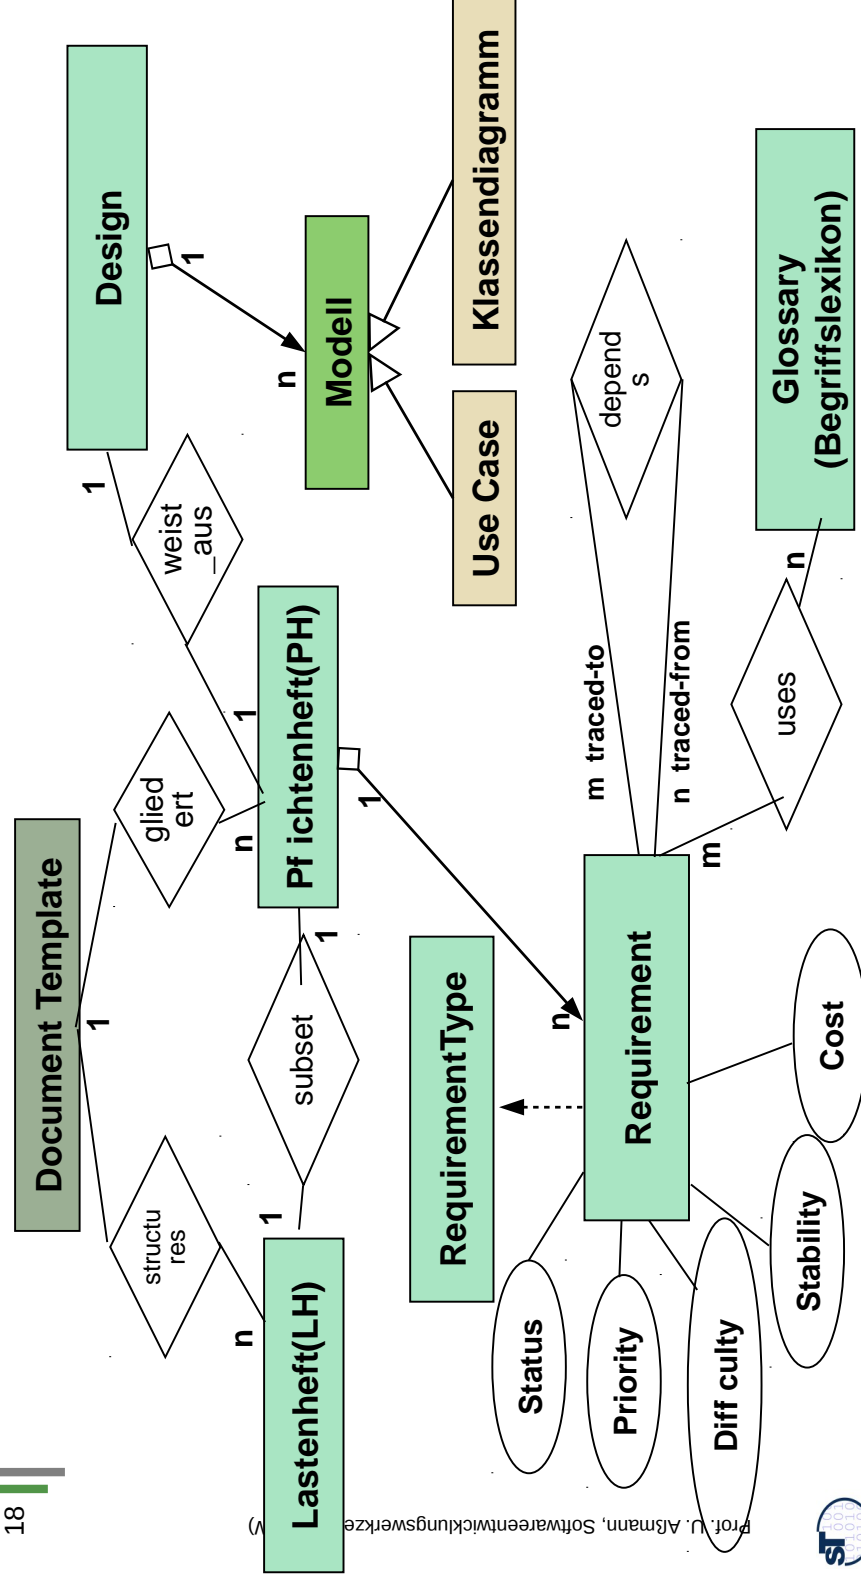 18
Document Template
1
structu
res
n
glied
ert
n
Lastenheft(LH)
1
subset
1
Pf ichtenheft(PH)
1
weist
_aus
1
Design
1
n
Modell
Use Case
Klassendiagramm
1
n
RequirementType
Requirement
Status
Priority
Diff culty
Stability
Cost
m traced-to
n traced-from
depend
s
m
uses
n
Glossary
(Begriffslexikon)
Prof. U. Aßmann, Softwareentwicklungswerkze
ST